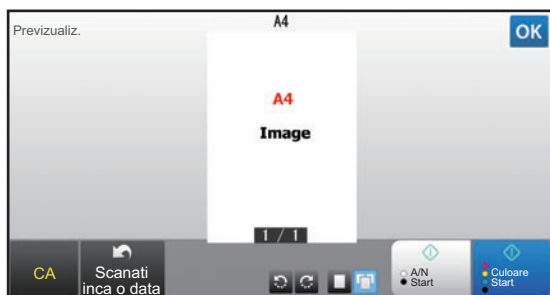 A4
Previzualiz.
OK
A4
Image
1 / 1
CA
Scanati
inca o data
A/N
Start
Culoare
Start